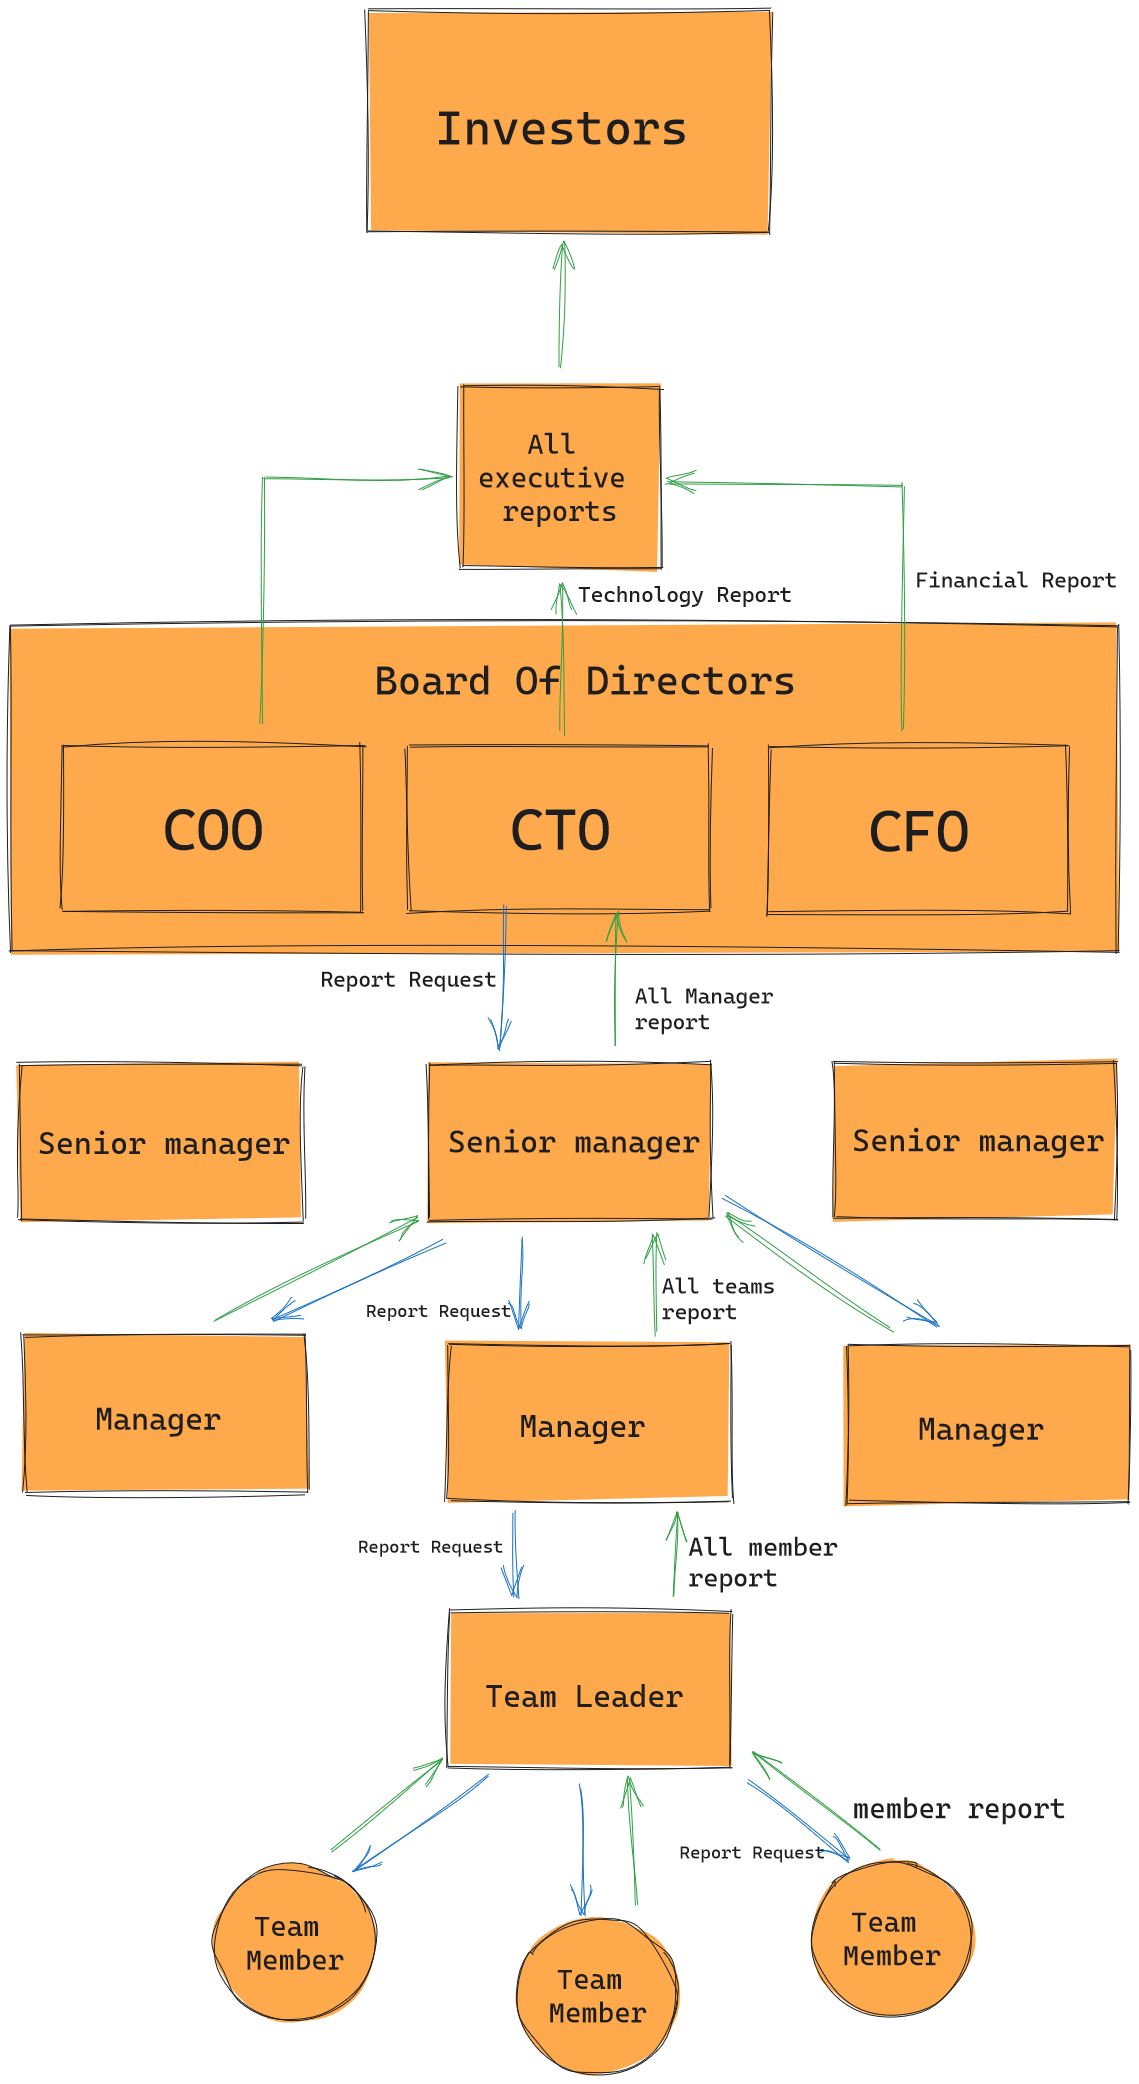 Investors
All
executive
reports
Technology Report
Financial Report
Board Of Directors
COO
CTO
CFO
Report Request
All Manager
report
Senior manager
Senior manager
Senior manager
Report Request
All teams
report
Manager
Manager
Manager
Report Request
All member
report
Team Leader
member report
Report Request
Team
Member
Team
Member
Team
Member